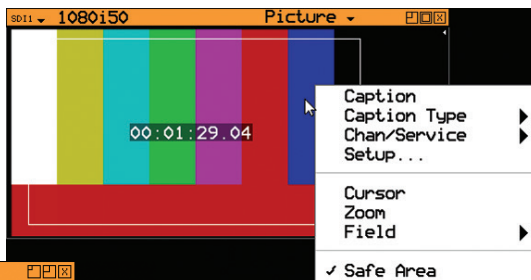 SDI1 1080i50 Picture
00:01:29.04
Caption
Caption Type
Chan/Service
Setup...
Cursor
Zoom
Field
✓ Safe Area